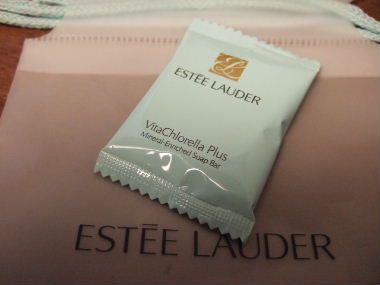 ESTĒE LAUDER
VitaChlorella Plus
Mineral-Enriched Soap Bar
ESTĒE LAUDER